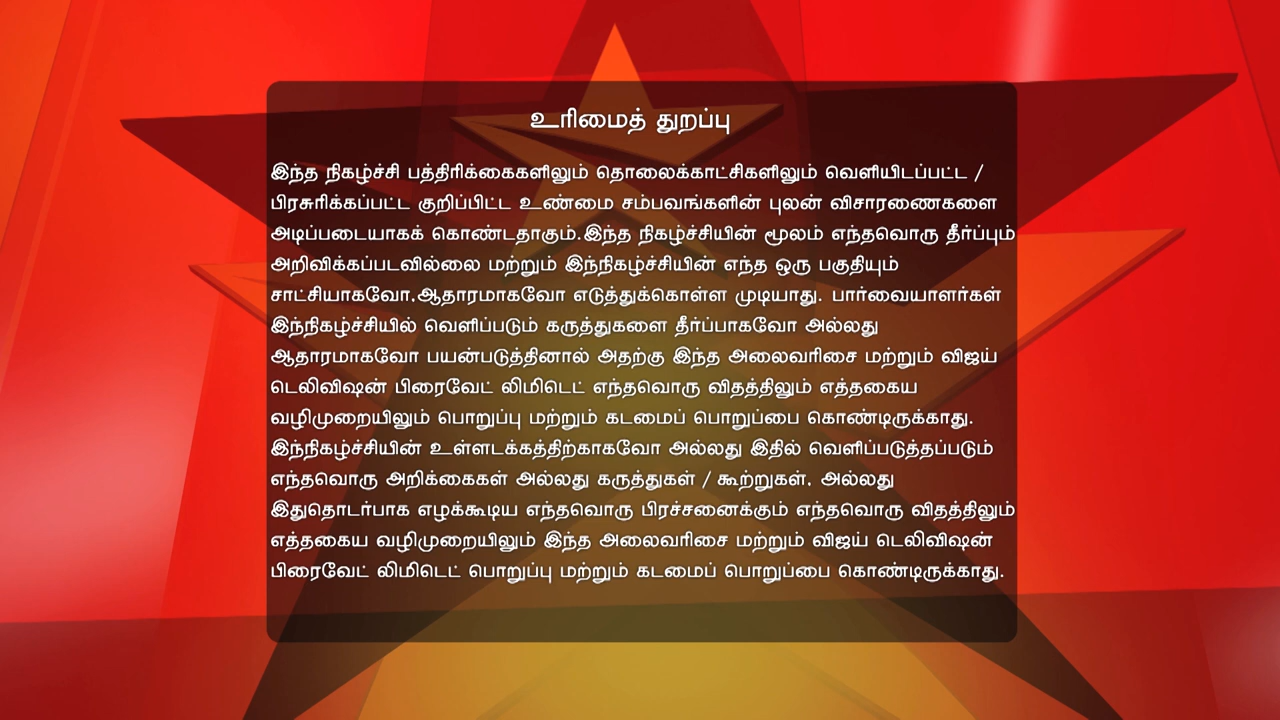 உரிமைத் துறப்பு
இந்த நிகழ்ச்சி பத்திரிக்கைகளிலும் தொலைக்காட்சிகளிலும் வெளியிடப்பட்ட /
பிரசுரிக்கப்பட்ட குறிப்பிட்ட உண்மை சம்பவங்களின் புலன் விசாரணைகளை
அடிப்படையாகக் கொண்டதாகும்.இந்த நிகழ்ச்சியின் மூலம் எந்தவொரு தீர்ப்பும்
அறிவிக்கப்படவில்லை மற்றும் இந்நிகழ்ச்சியின் எந்த ஒரு பகுதியும்
சாட்சியாகவோ.ஆதாரமாகவோ எடுத்துக்கொள்ள முடியாது. பார்வையாளர்கள்
இந்நிகழ்ச்சியில் வெளிப்படும் கருத்துகளை தீர்ப்பாகவோ அல்லது
ஆதாரமாகவோ பயன்படுத்தினால் அதற்கு இந்த அலைவரிசை மற்றும் விஜய்
டெலிவிஷன் பிரைவேட் லிமிடெட் எந்தவொரு விதத்திலும் எத்தகைய
வழிமுறையிலும் பொறுப்பு மற்றும் கடமைப் பொறுப்பை கொண்டிருக்காது.
இந்நிகழ்ச்சியின் உள்ளடக்கத்திற்காகவோ அல்லது இதில் வெளிப்படுத்தப்படும்
எந்தவொரு அறிக்கைகள் அல்லது கருத்துகள் / கூற்றுகள். அல்லது
இதுதொடர்பாக எழக்கூடிய எந்தவொரு பிரச்சனைக்கும் எந்தவொரு விதத்திலும்
எத்தகைய வழிமுறையிலும் இந்த அலைவரிசை மற்றும் விஜய் டெலிவிஷன்
பிரைவேட் லிமிடெட் பொறுப்பு மற்றும் கடமைப் பொறுப்பை கொண்டிருக்காது.